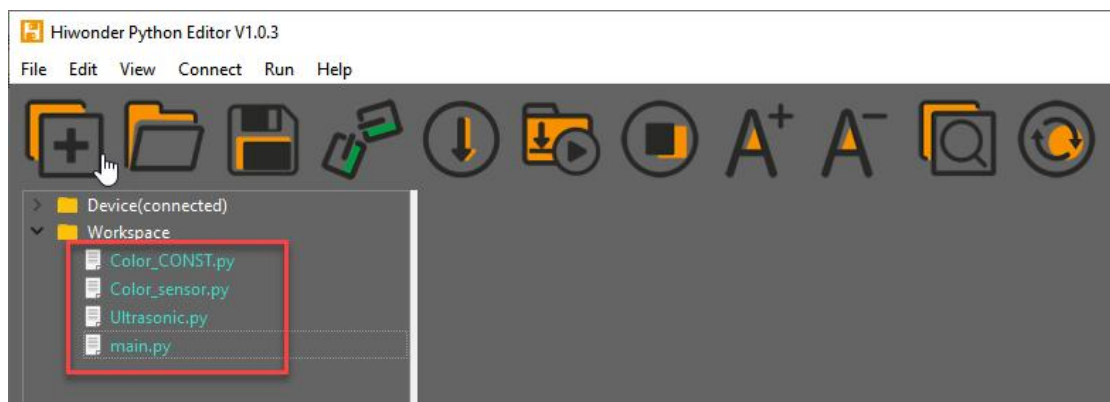 Hiwonder Python Editor V1.0.3
File Edit View Connect Run Help
A+ A-
Device(connected)
Workspace
Color_CONST.py
Color_sensor.py
Ultrasonic.py
main.py